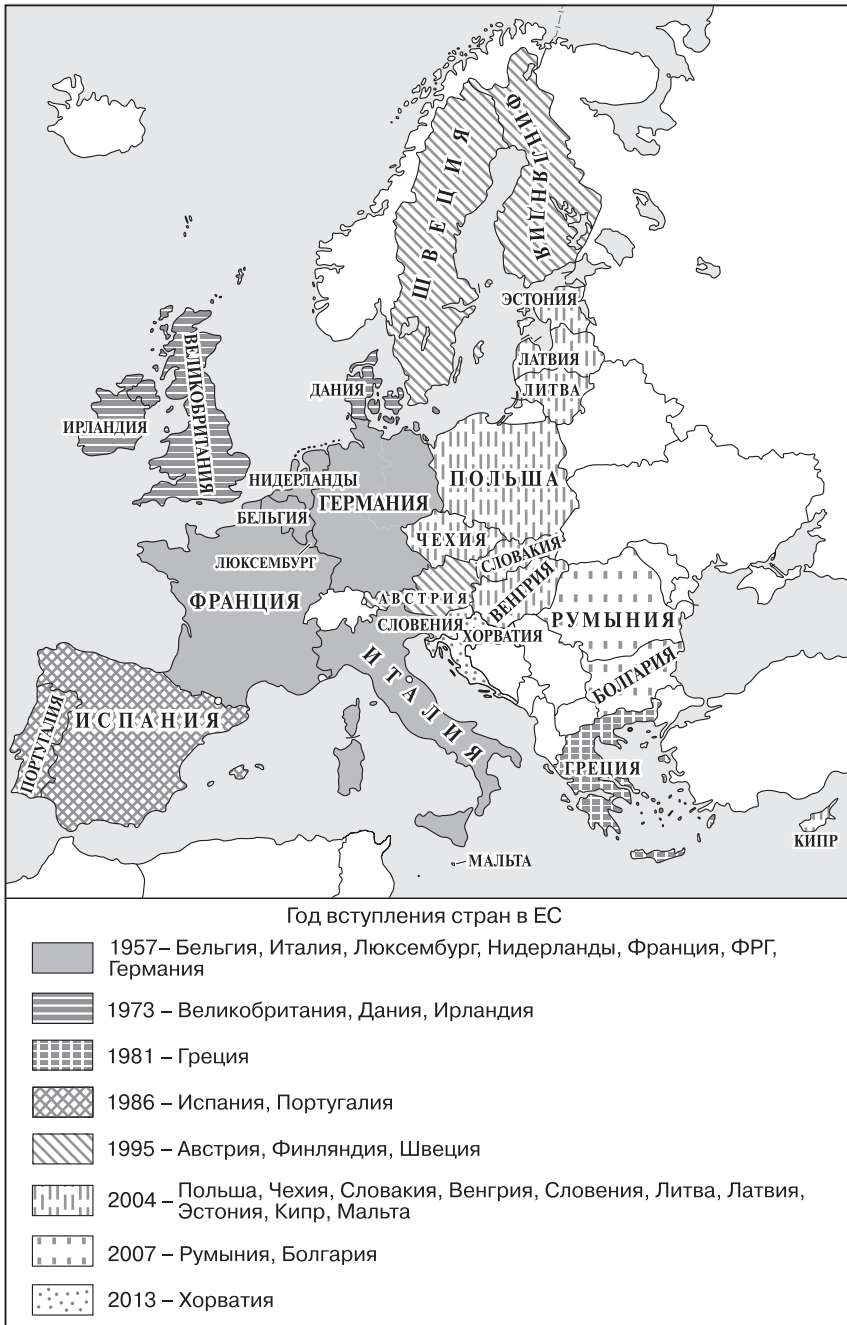 ШВЕЦИЯ
ФИНЛЯНДИЯ
ЭСТОНИЯ
ЛАТВИЯ
ЛИТВА
ДАНИЯ
ВЕЛИКОБРИТАНИЯ
ИРЛАНДИЯ
НИДЕРЛАНДЫ
ПОЛЬША
ГЕРМАНИЯ
БЕЛЬГИЯ
ЧЕХИЯ
СЛОВАКИЯ
ЛЮКСЕМБУРГ
ВЕНГРИЯ
АВСТРИЯ
ФРАНЦИЯ
СЛОВЕНИЯ
ХОРВАТИЯ
РУМЫНИЯ
ИТАЛИЯ
БОЛГАРИЯ
ИСПАНИЯ
ПОРТУГАЛИЯ
ГРЕЦИЯ
КИПР
МАЛЬТА
Год вступления стран в ЕС
1957 – Бельгия, Италия, Люксембург, Нидерланды, Франция, ФРГ,
Германия
1973 – Великобритания, Дания, Ирландия
1981 – Греция
1986 – Испания, Португалия
1995 – Австрия, Финляндия, Швеция
2004 – Польша, Чехия, Словакия, Венгрия, Словения, Литва, Латвия,
Эстония, Кипр, Мальта
2007 – Румыния, Болгария
2013 – Хорватия